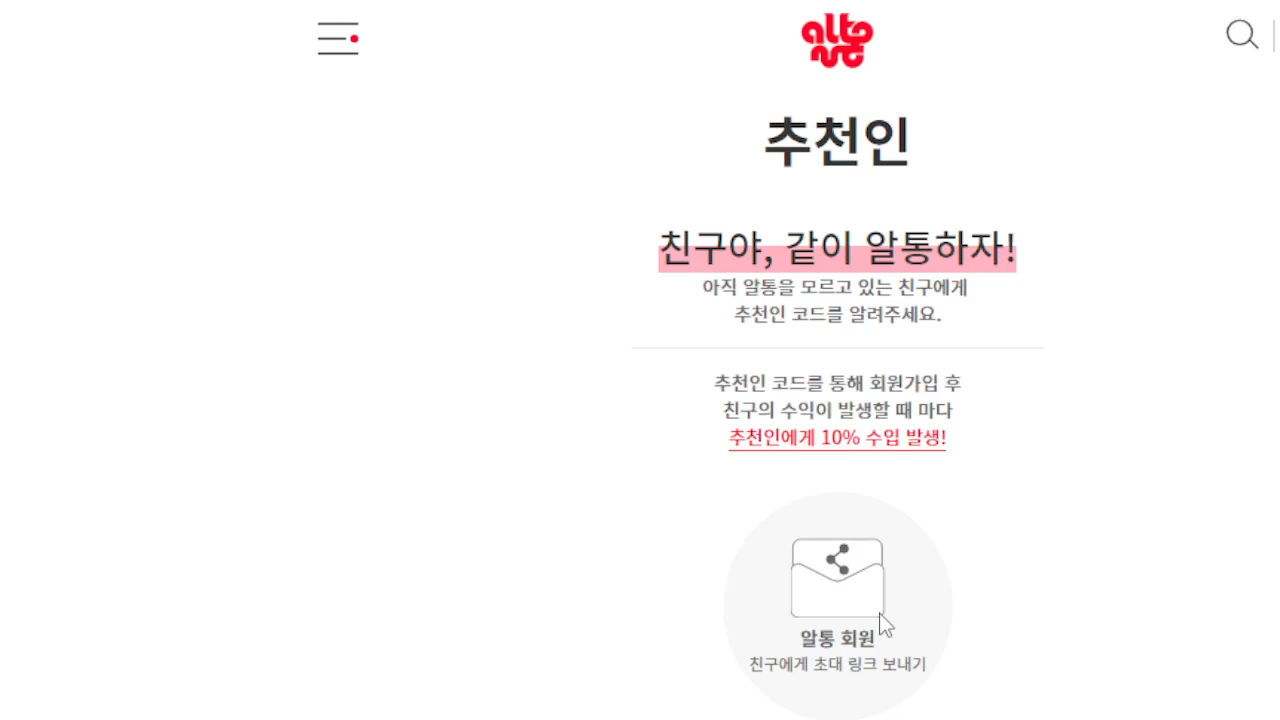 알통
추천인
친구야, 같이 알통하자!
아직 알통을 모르고 있는 친구에게
추천인 코드를 알려주세요.
추천인 코드를 통해 회원가입 후
친구의 수익이 발생할 때 마다
추천인에게 10% 수입 발생!
알통 회원
친구에게 초대 링크 보내기